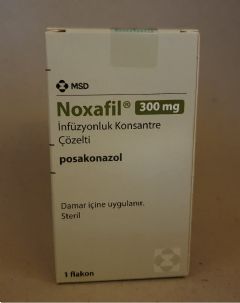 MSD
Noxafil® 300 mg
İnfüzyonluk Konsantre
Çözelti
posakonazol
Damar içine uygulanır.
Steril
1 flakon